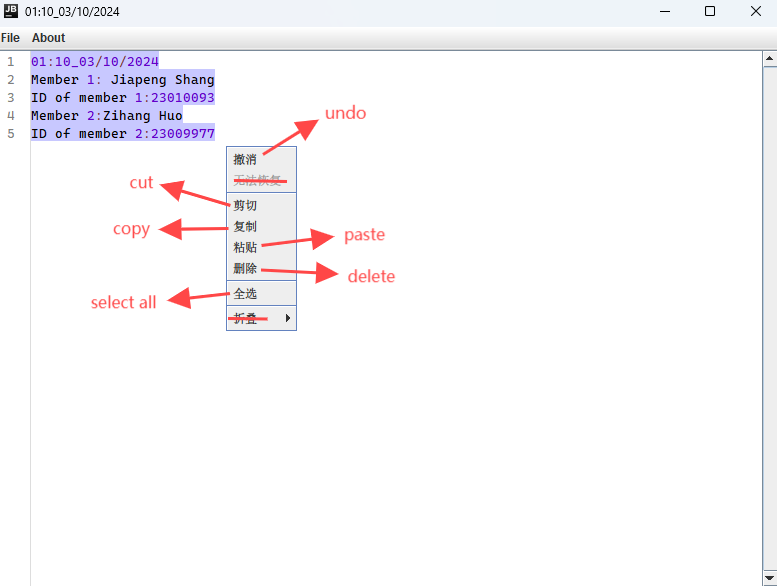 JB
01:10_03/10/2024
File About
1 01:10_03/10/2024
2 Member 1: Jiapeng Shang
3 ID of member 1:23010093
4 Member 2:Zihang Huo
5 ID of member 2:23009977
undo
撤消
无法恢复
cut
剪切
copy
复制
粘贴
paste
删除
delete
select all
全选
折叠